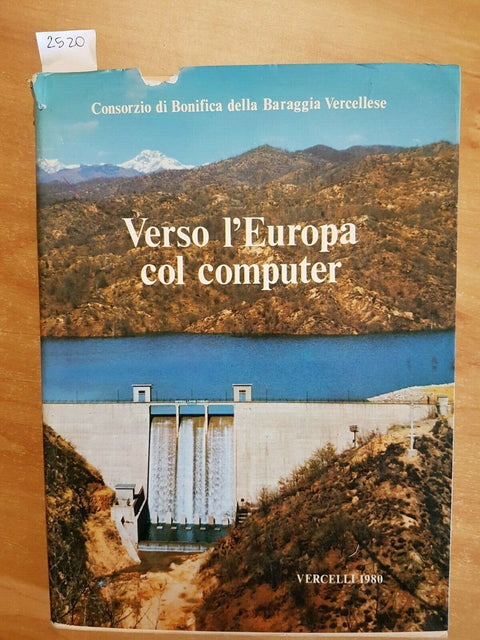 2520
Consorzio di Bonifica della Baraggia Vercellese
Verso l'Europa
col computer
VERCELLI 1980